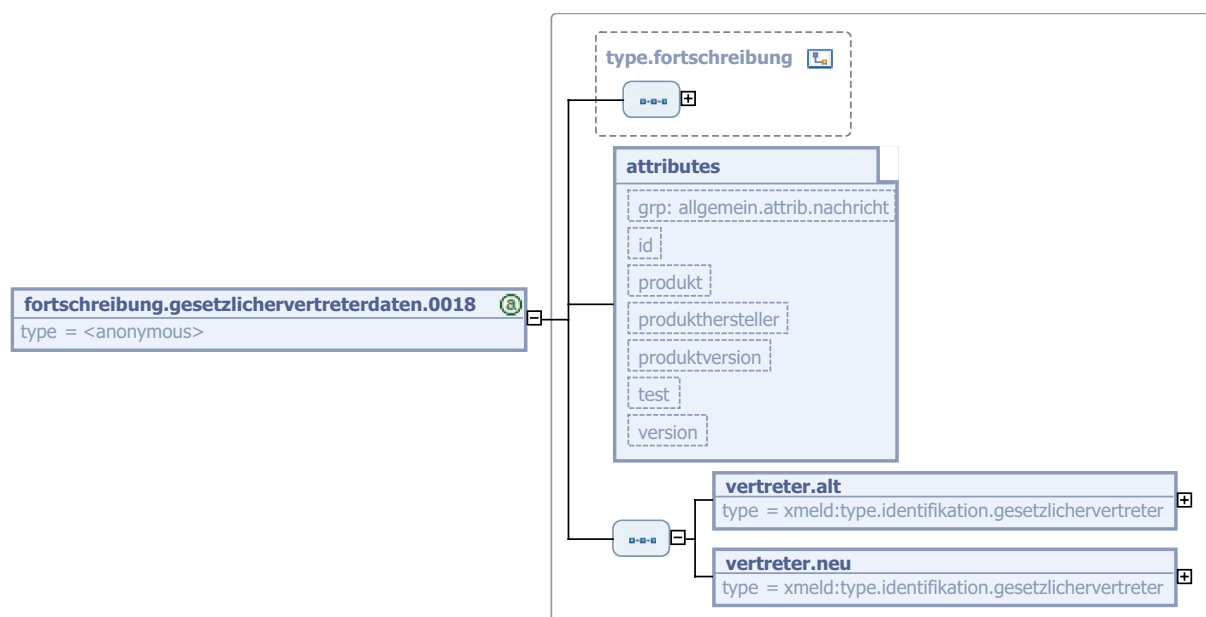 type.fortschreibung
attributes
grp: allgemein.attrib.nachricht
id
produkt
produkthersteller
produktversion
test
version
fortschreibung.gesetzlichervertreterdaten.0018 a
type = <anonymous>
vertreter.alt
type = xmeld:type.identifikation.gesetzlichervertreter
vertreter.neu
type = xmeld:type.identifikation.gesetzlichervertreter